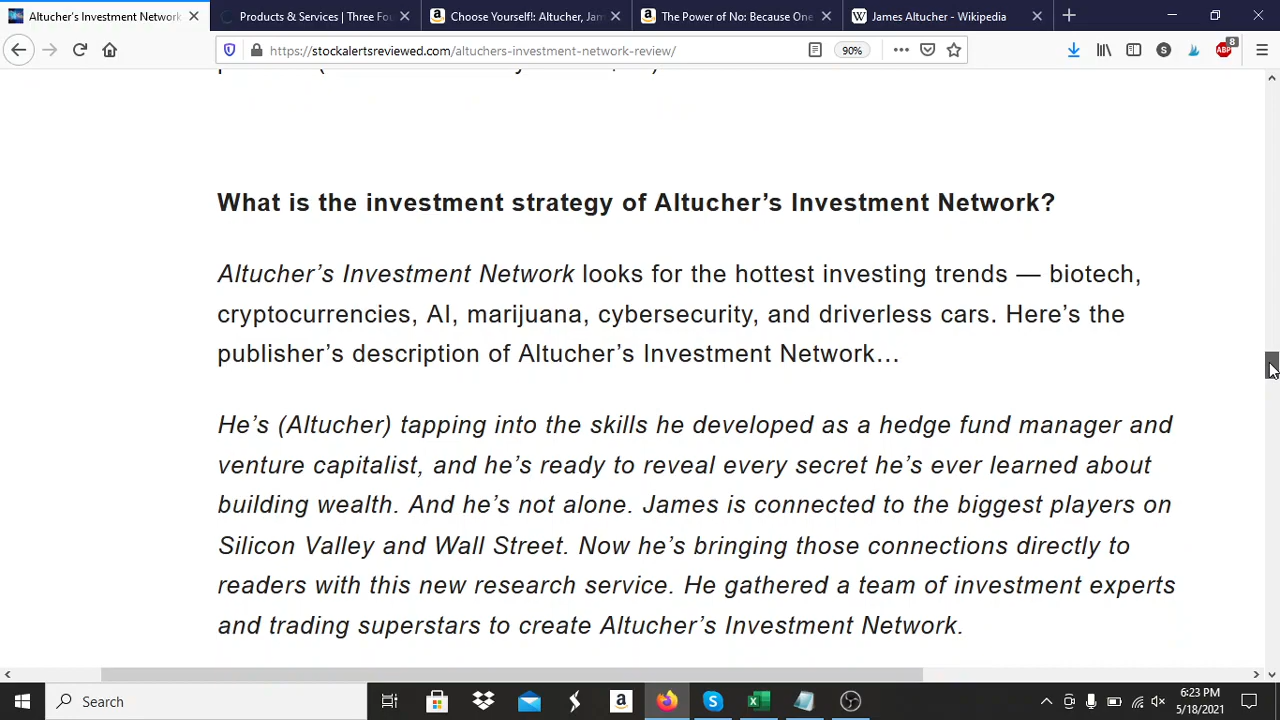 Altucher's Investment Network
Products & Services | Three Fou
Choose Yourself!: Altucher, Jam
The Power of No: Because One
James Altucher - Wikipedia
https://stockalertsreviewed.com/altuchers-investment-network-review/
90%
S
ABP
8
What is the investment strategy of Altucher’s Investment Network?
Altucher’s Investment Network looks for the hottest investing trends — biotech,
cryptocurrencies, AI, marijuana, cybersecurity, and driverless cars. Here’s the
publisher’s description of Altucher’s Investment Network…
He’s (Altucher) tapping into the skills he developed as a hedge fund manager and
venture capitalist, and he’s ready to reveal every secret he’s ever learned about
building wealth. And he’s not alone. James is connected to the biggest players on
Silicon Valley and Wall Street. Now he’s bringing those connections directly to
readers with this new research service. He gathered a team of investment experts
and trading superstars to create Altucher’s Investment Network.
Search
6:23 PM
5/18/2021